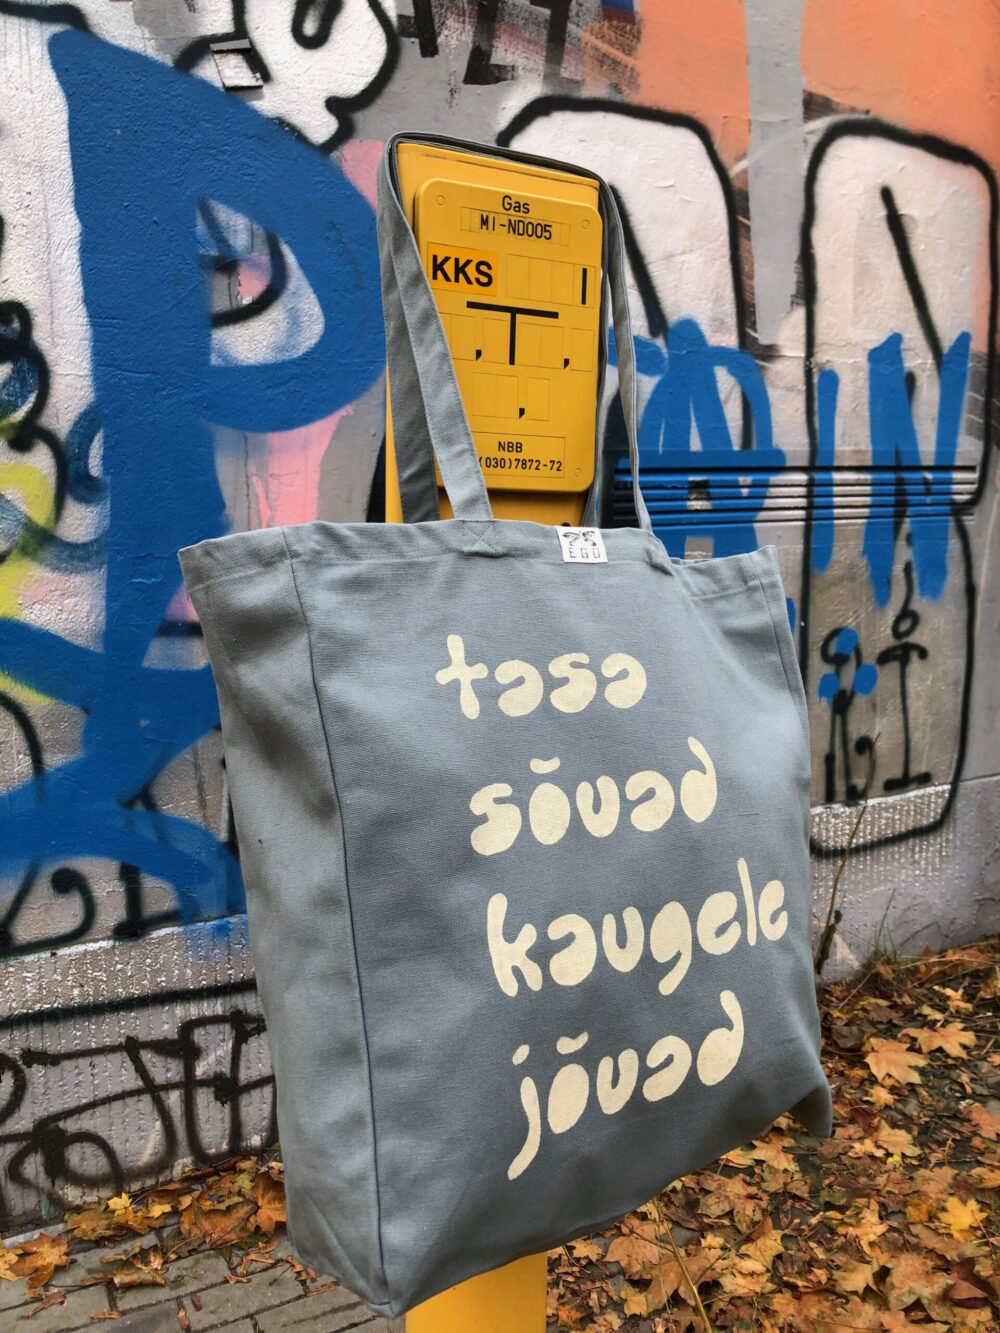 Gas
MI-ND005
KKS
NBB
(030)7872-72
EGO
tasa
sõuad
kaugele
jõuad